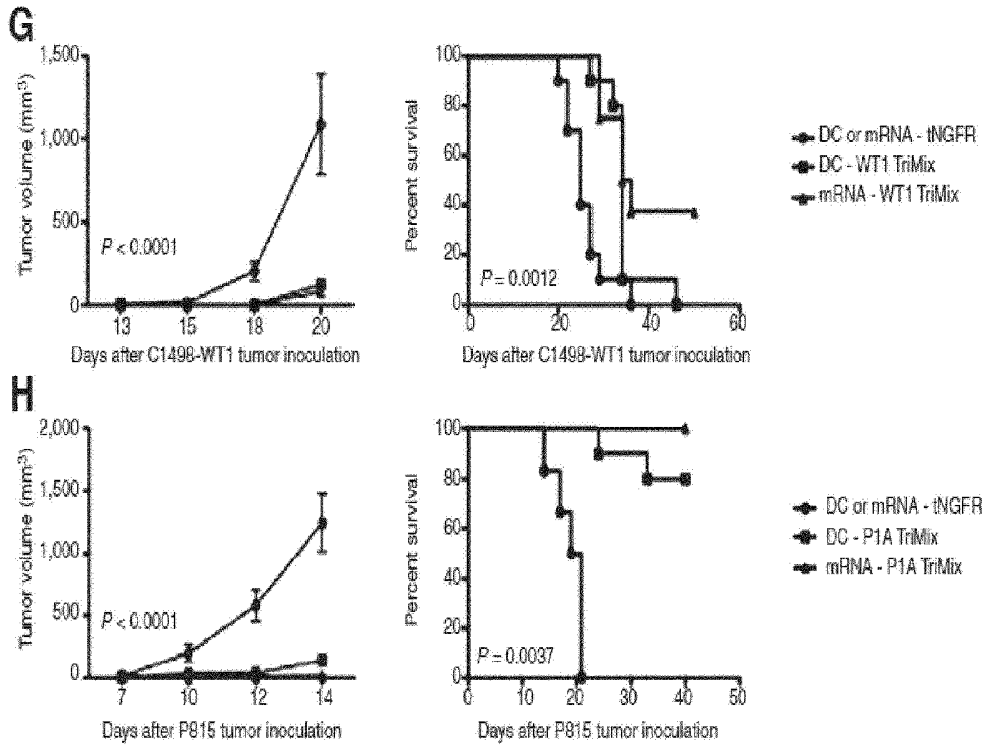 G
1,500
1,000
500
0
Tumor volume (mm³)
P < 0.0001
13 15 18 20
Days after C1498-WT1 tumor inoculation
100
80
60
40
20
0
Percent survival
P = 0.0012
0 20 40 60
Days after C1498-WT1 tumor inoculation
DC or mRNA - tNGFR
DC - WT1 TriMix
mRNA - WT1 TriMix
H
2,000
1,500
1,000
500
0
Tumor volume (mm³)
P < 0.0001
7 10 12 14
Days after P815 tumor inoculation
100
80
60
40
20
0
Percent survival
P = 0.0037
0 10 20 30 40 50
Days after P815 tumor inoculation
DC or mRNA - tNGFR
DC - P1A TriMix
mRNA - P1A TriMix